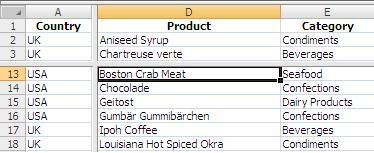 A D E
1 Country Product Category
2 UK Aniseed Syrup Condiments
3 UK Chartreuse verte Beverages
13 USA Boston Crab Meat Seafood
14 USA Chocolade Confections
15 USA Geitost Dairy Products
16 USA Gumbär Gummibärchen Confections
17 UK Ipoh Coffee Beverages
18 UK Louisiana Hot Spiced Okra Condiments